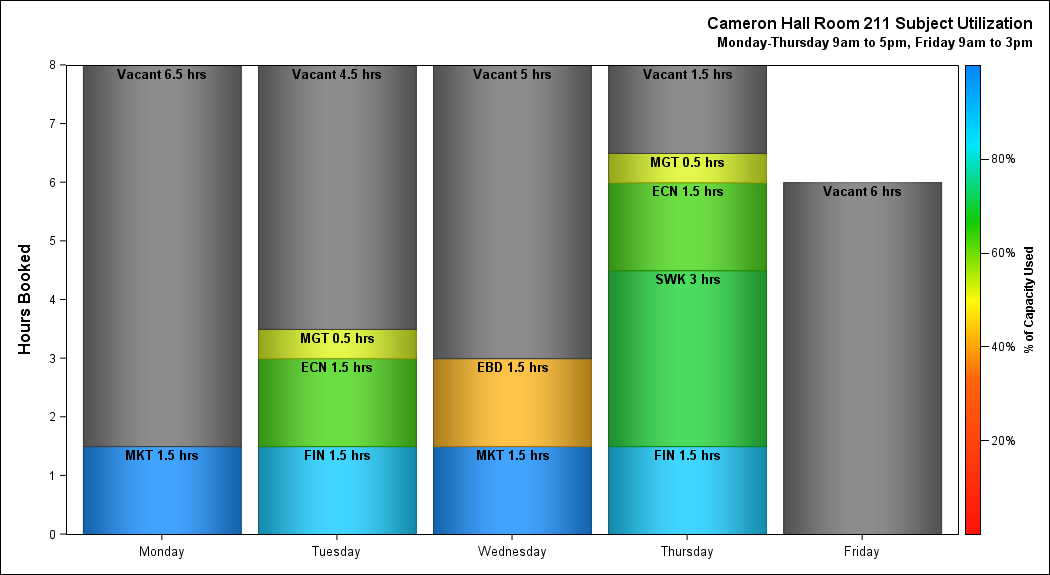 Cameron Hall Room 211 Subject Utilization
Monday-Thursday 9am to 5pm, Friday 9am to 3pm
Hours Booked
8
7
6
5
4
3
2
1
0
Vacant 6.5 hrs
MKT 1.5 hrs
Vacant 4.5 hrs
MGT 0.5 hrs
ECN 1.5 hrs
FIN 1.5 hrs
Vacant 5 hrs
EBD 1.5 hrs
MKT 1.5 hrs
Vacant 1.5 hrs
MGT 0.5 hrs
ECN 1.5 hrs
SWK 3 hrs
FIN 1.5 hrs
Vacant 6 hrs
Monday
Tuesday
Wednesday
Thursday
Friday
80%
60%
40%
20%
% of Capacity Used